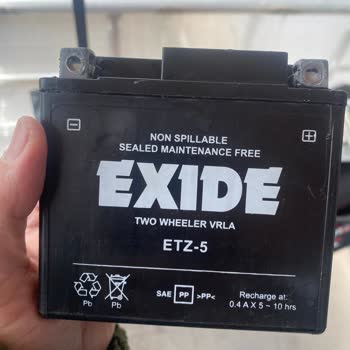 NON SPILLABLE
SEALED MAINTENANCE FREE
EXIDE
TWO WHEELER VRLA
ETZ-5
Pb Pb
SAE PP >PP<
Recharge at:
0.4 A X 5 ~ 10 hrs